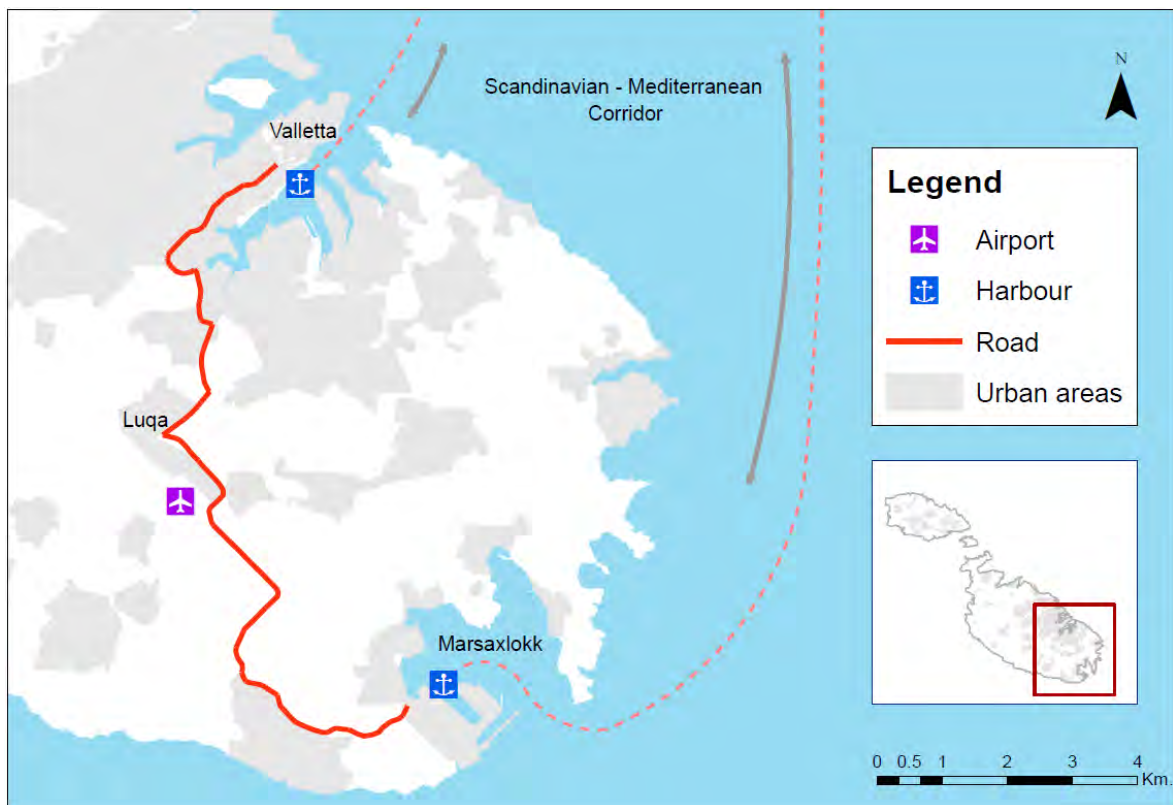 Scandinavian - Mediterranean
Corridor
N
Valletta
Legend
Airport
Harbour
Road
Urban areas
Luqa
Marsaxlokk
0 0.5 1 2 3 4
Km.